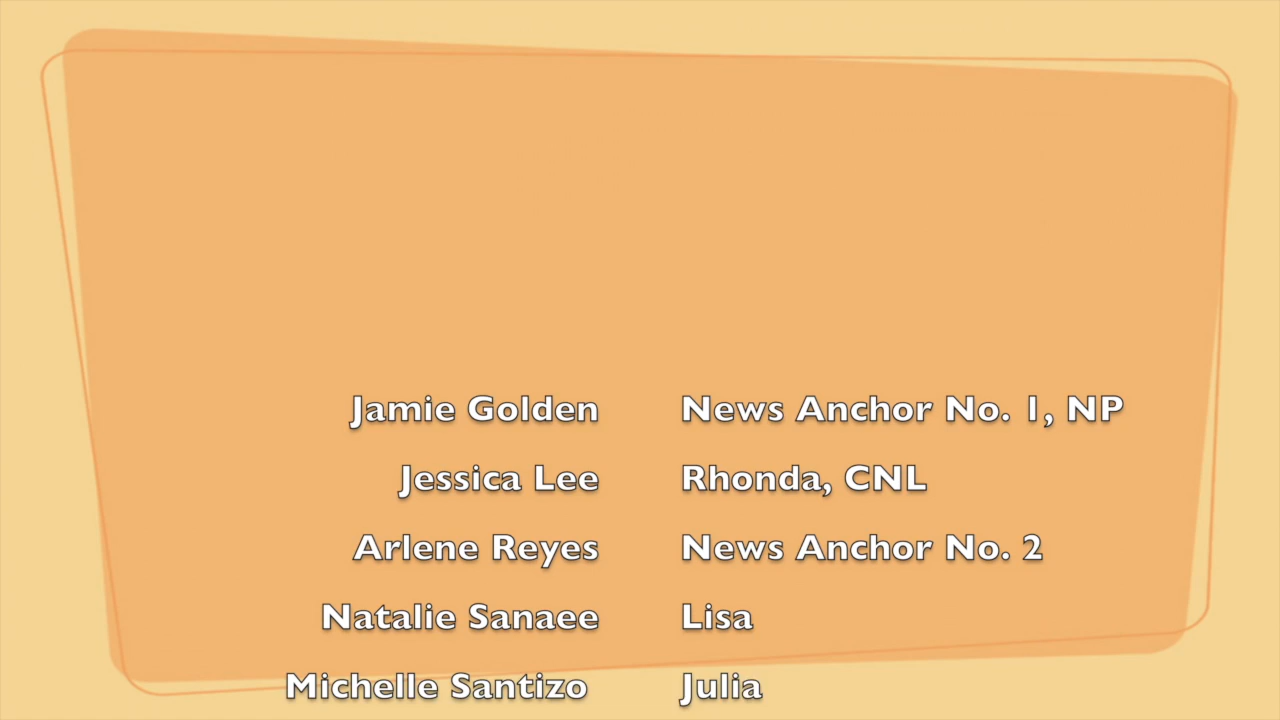 Jamie Golden News Anchor No. 1, NP
Jessica Lee Rhonda, CNL
Arlene Reyes News Anchor No. 2
Natalie Sanaee Lisa
Michelle Santizo Julia